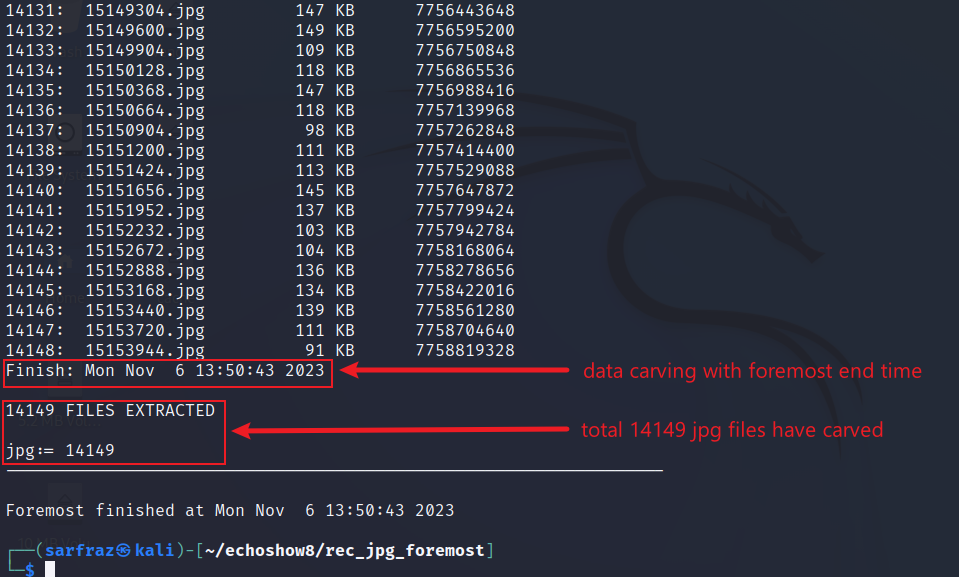 14131:  15149304.jpg         147 KB      7756443648
14132:  15149600.jpg         149 KB      7756595200
14133:  15149904.jpg         109 KB      7756750848
14134:  15150128.jpg         118 KB      7756865536
14135:  15150368.jpg         147 KB      7756988416
14136:  15150664.jpg         118 KB      7757139968
14137:  15150904.jpg          98 KB      7757262848
14138:  15151200.jpg         111 KB      7757414400
14139:  15151424.jpg         113 KB      7757529088
14140:  15151656.jpg         145 KB      7757647872
14141:  15151952.jpg         137 KB      7757799424
14142:  15152232.jpg         103 KB      7757942784
14143:  15152672.jpg         104 KB      7758168064
14144:  15152888.jpg         136 KB      7758278656
14145:  15153168.jpg         134 KB      7758422016
14146:  15153440.jpg         139 KB      7758561280
14147:  15153720.jpg         111 KB      7758704640
14148:  15153944.jpg          91 KB      7758819328
Finish: Mon Nov  6 13:50:43 2023
data carving with foremost end time
14149 FILES EXTRACTED
total 14149 jpg files have carved
jpg:= 14149
Foremost finished at Mon Nov  6 13:50:43 2023
┌──(sarfraz㉿kali)-[~/echoshow8/rec_jpg_foremost]
└─$